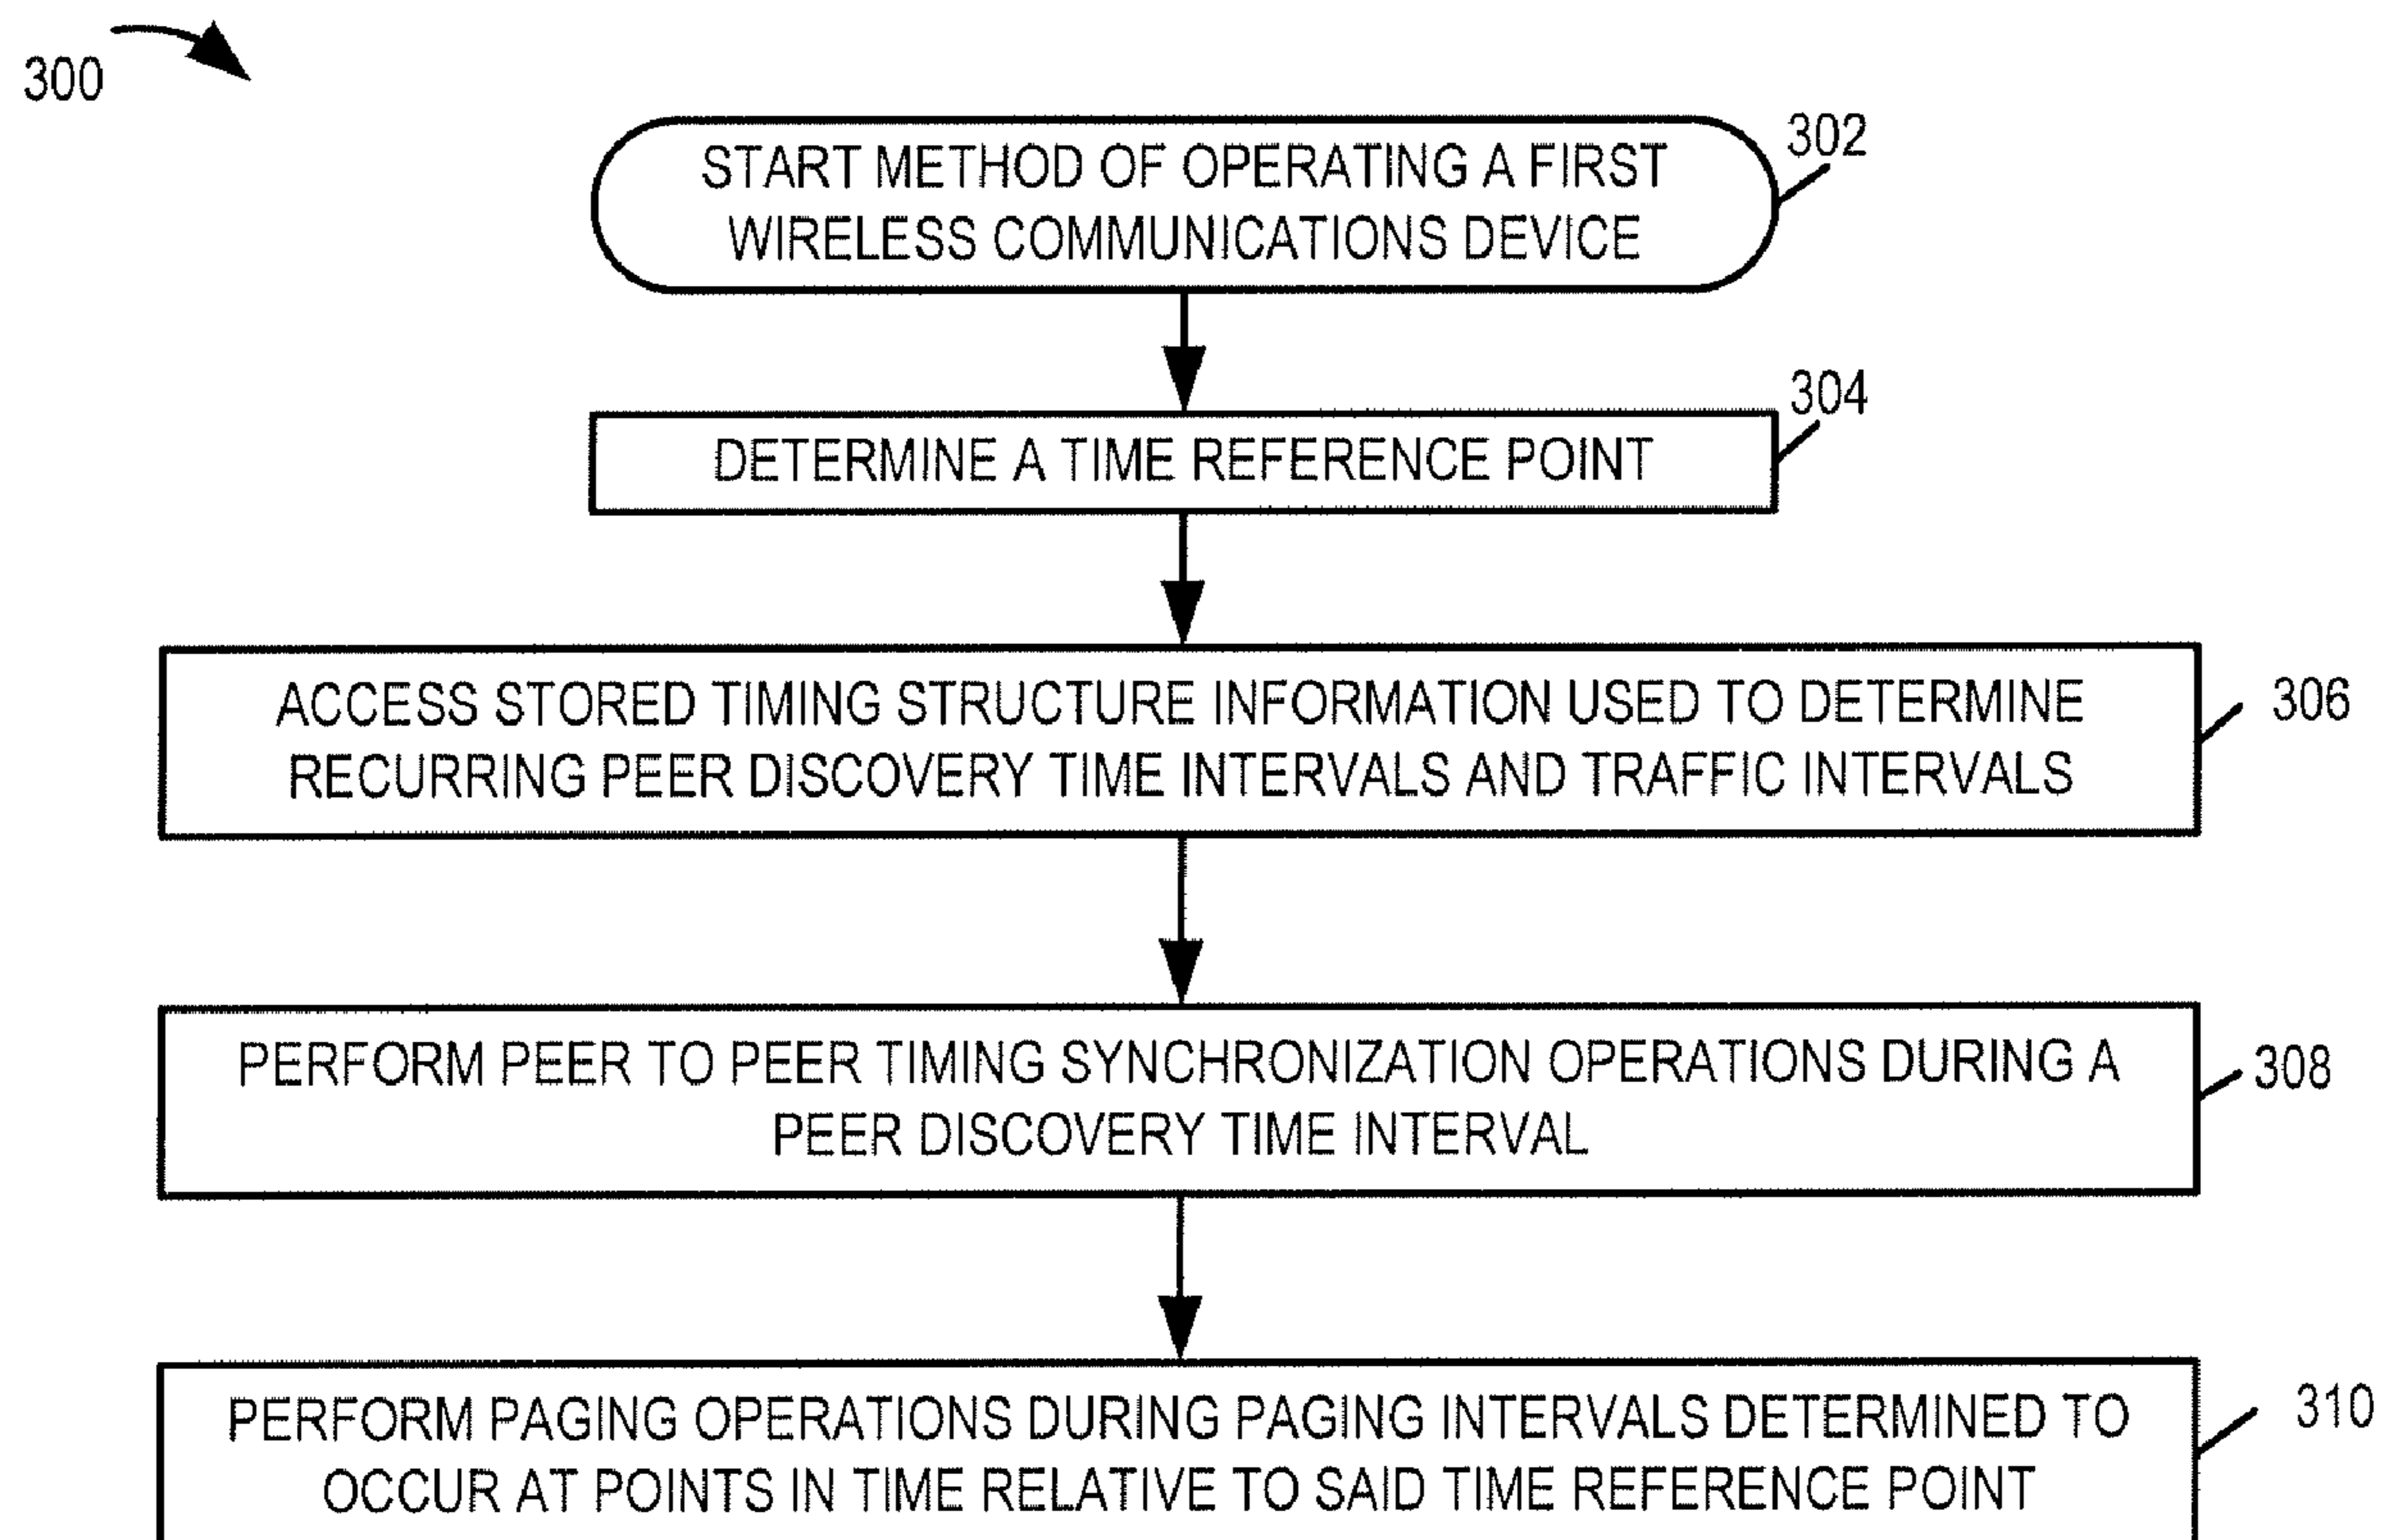 300
302
START METHOD OF OPERATING A FIRST
WIRELESS COMMUNICATIONS DEVICE
304
DETERMINE A TIME REFERENCE POINT
306
ACCESS STORED TIMING STRUCTURE INFORMATION USED TO DETERMINE
RECURRING PEER DISCOVERY TIME INTERVALS AND TRAFFIC INTERVALS
308
PERFORM PEER TO PEER TIMING SYNCHRONIZATION OPERATIONS DURING A
PEER DISCOVERY TIME INTERVAL
310
PERFORM PAGING OPERATIONS DURING PAGING INTERVALS DETERMINED TO
OCCUR AT POINTS IN TIME RELATIVE TO SAID TIME REFERENCE POINT